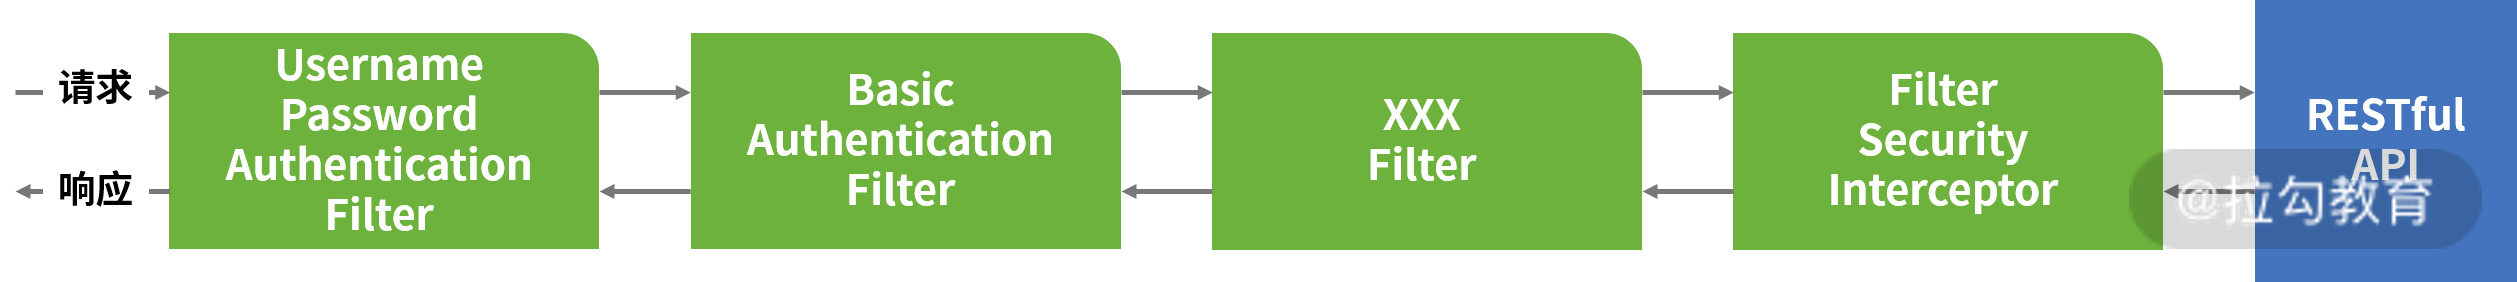 请求
响应
Username
Password
Authentication
Filter
Basic
Authentication
Filter
XXX
Filter
Filter
Security
Interceptor
RESTful
API
@拉勾教育